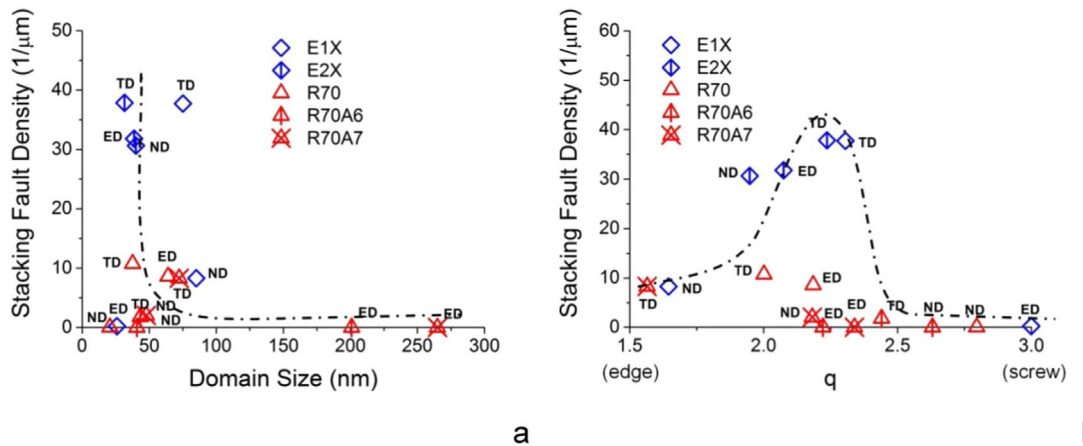 Stacking Fault Density (1/μm)
50
40
30
20
10
0
E1X
E2X
R70
R70A6
R70A7
TD
TD
ED
ND
TD
ED
TD
ND
ND
ED
TD
ND
ND
ED
ED
0
50
100
150
200
250
300
Domain Size (nm)
Stacking Fault Density (1/μm)
60
50
40
30
20
10
0
E1X
E2X
R70
R70A6
R70A7
TD
TD
ND
ED
TD
ED
TD
ND
ND
ED
ED
TD
ND
ND
ED
1.5
2.0
2.5
3.0
(edge)
q
(screw)
a